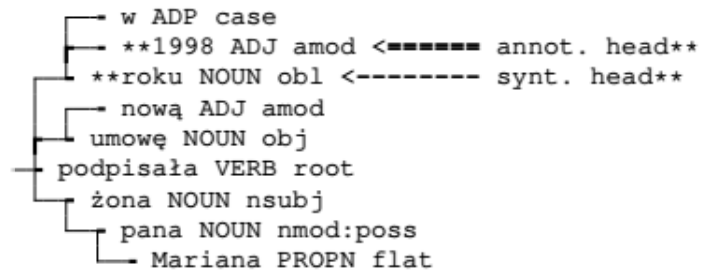 w ADP case
**1998 ADJ amod <====== annot. head**
**roku NOUN obl <-------- synt. head**
nową ADJ amod
umowę NOUN obj
podpisała VERB root
żona NOUN nsubj
pana NOUN nmod:poss
Mariana PROPN flat